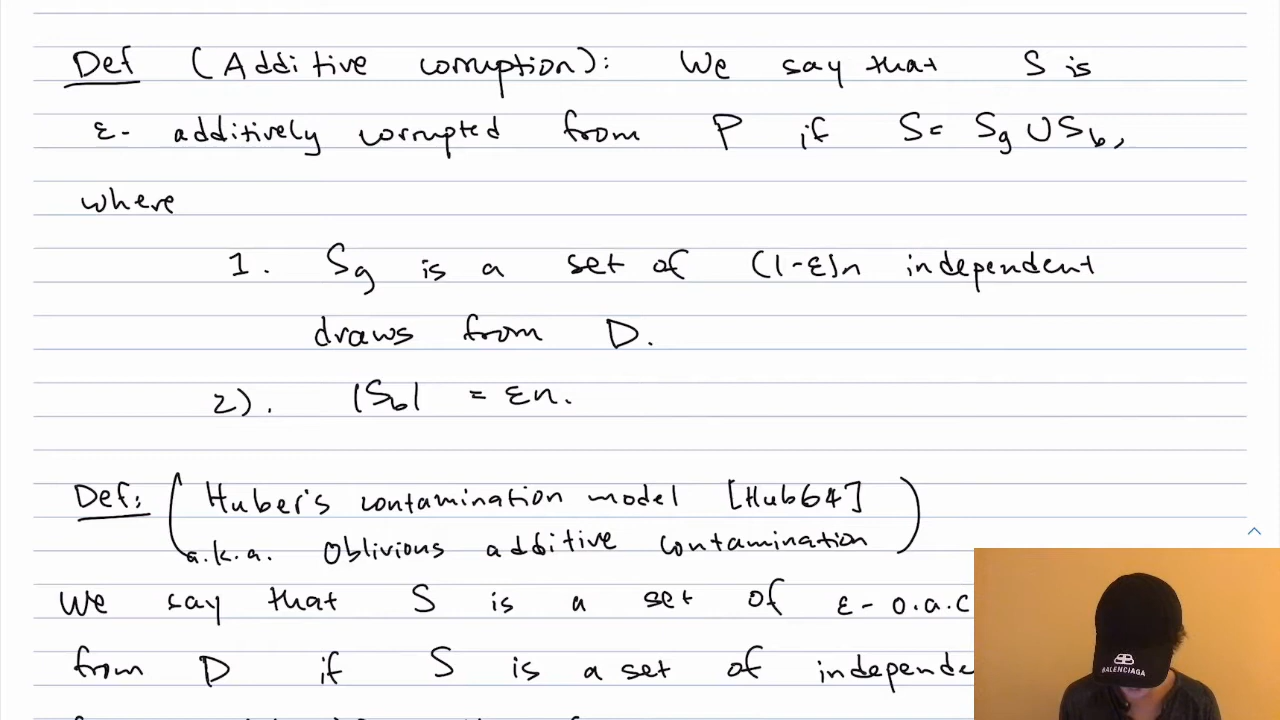 Def (Additive corruption): We say that S is
ε- additively corrupted from P if S= Sg ∪ Sb,
where
1. Sg is a set of (1-ε)n independent
draws from D.
2). |Sb| = εn.
Def: (Huber's contamination model [Hub64]
a.k.a. Oblivious additive contamination)
We say that S is a set of ε-o.a.c
from D if S is a set of independe
BALENCIAGA